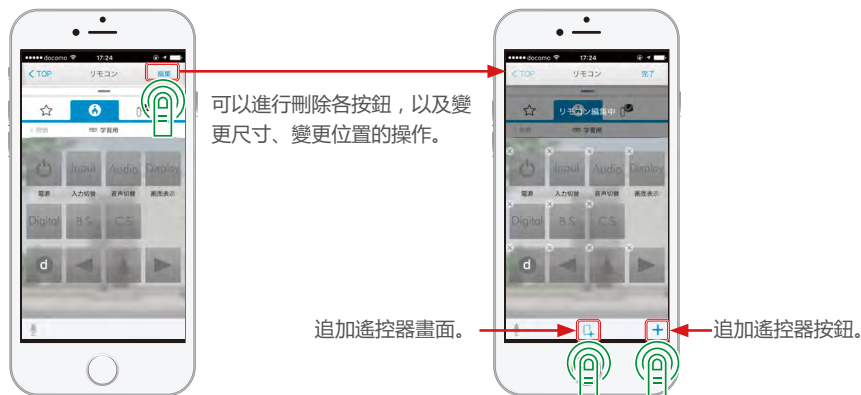 ●●●●● docomo 17:24
< TOP リモコン 編集
学習用
Input Audio Display
電源 入力切替 音声切替 画面表示
Digital B.S. C.S.
d
可以進行刪除各按鈕，以及變
更尺寸、變更位置的操作。
●●●●● docomo 17:24
< TOP リモコン 完了
リモコン編集中
学習用
Input Audio Display
電源 入力切替 音声切替 画面表示
Digital B.S. C.S.
d
追加遙控器畫面。
追加遙控器按鈕。